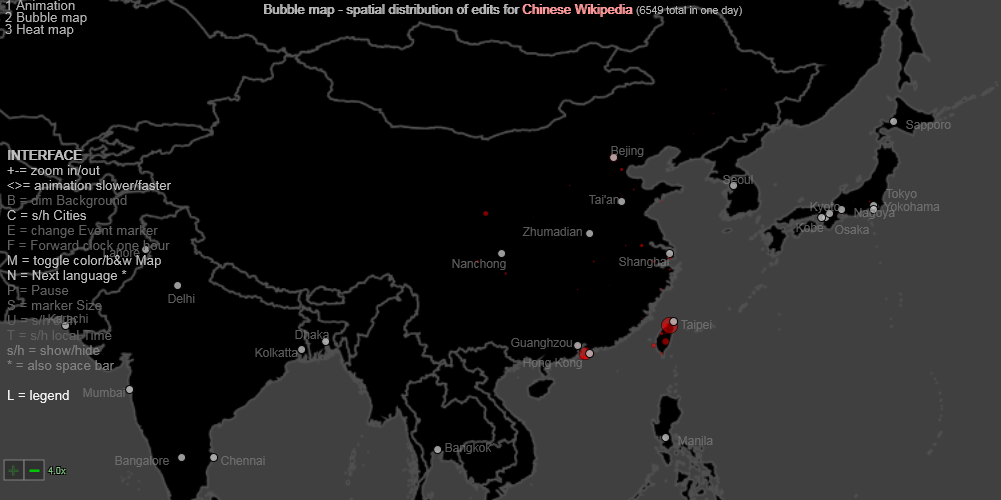 1 Animation
2 Bubble map
3 Heat map
Bubble map - spatial distribution of edits for Chinese Wikipedia (6549 total in one day)
INTERFACE
+-= zoom in/out
<>= animation slower/faster
B = dim Background
C = s/h Cities
E = change Event marker
F = Forward clock one hour
M = toggle color/b&w Map
N = Next language *
P = Pause
S = marker Size
U = s/h
T = s/h local Time
s/h = show/hide
* = also space bar
L = legend
4.0x
Lahore
Delhi
Karachi
Mumbai
Bangalore
Chennai
Dhaka
Kolkatta
Bangkok
Bejing
Tai'an
Zhumadian
Nanchong
Shanghai
Guanghzou
Hong Kong
Taipei
Manila
Seoul
Sapporo
Tokyo
Yokohama
Kyoto
Nagoya
Kobe
Osaka